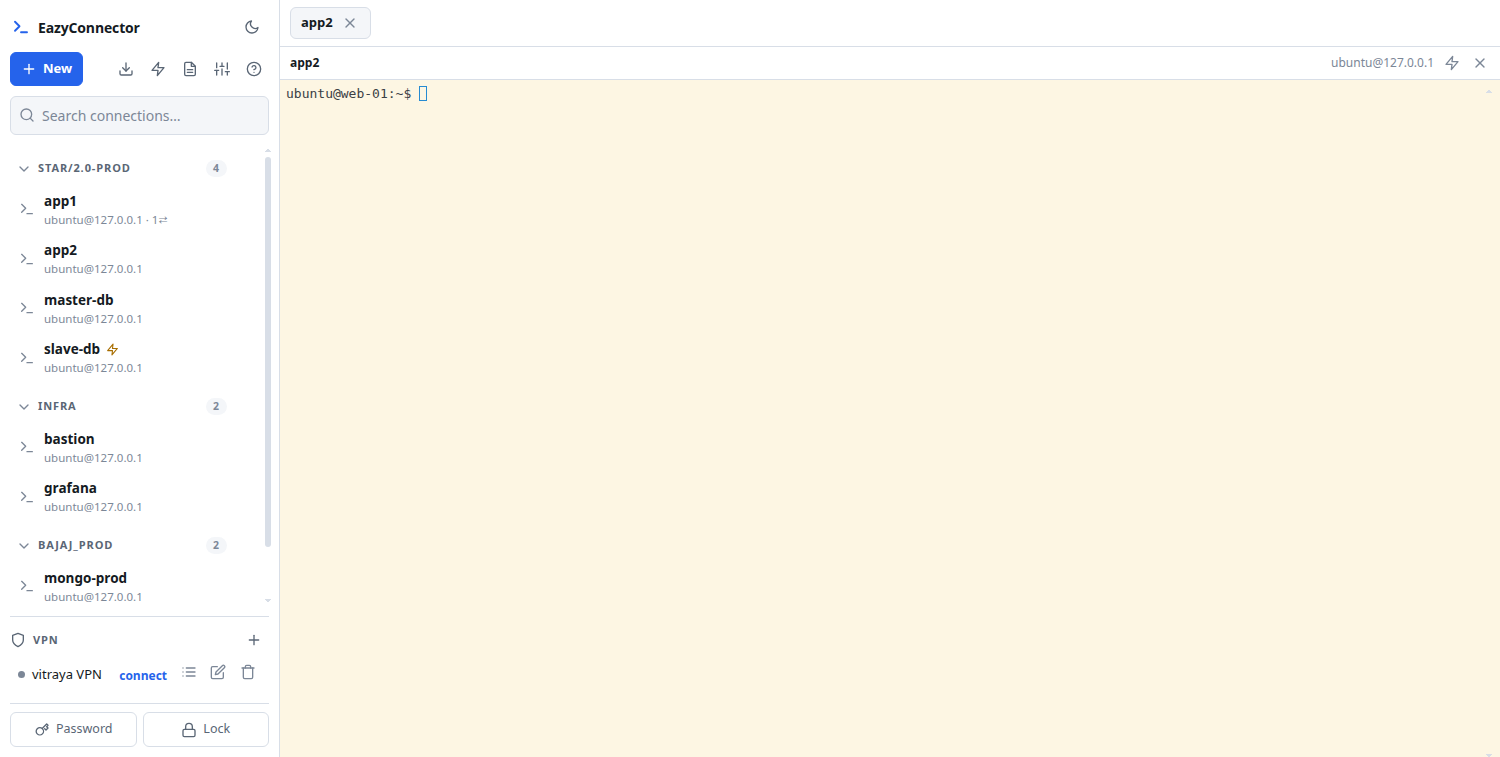 EazyConnector
New
Search connections...
STAR/2.0-PROD 4
app1
ubuntu@127.0.0.1 · 1⇄
app2
ubuntu@127.0.0.1
master-db
ubuntu@127.0.0.1
slave-db
ubuntu@127.0.0.1
INFRA 2
bastion
ubuntu@127.0.0.1
grafana
ubuntu@127.0.0.1
BAJAJ_PROD 2
mongo-prod
ubuntu@127.0.0.1
VPN
vitraya VPN connect
Password Lock
app2
app2 ubuntu@127.0.0.1
ubuntu@web-01:~$